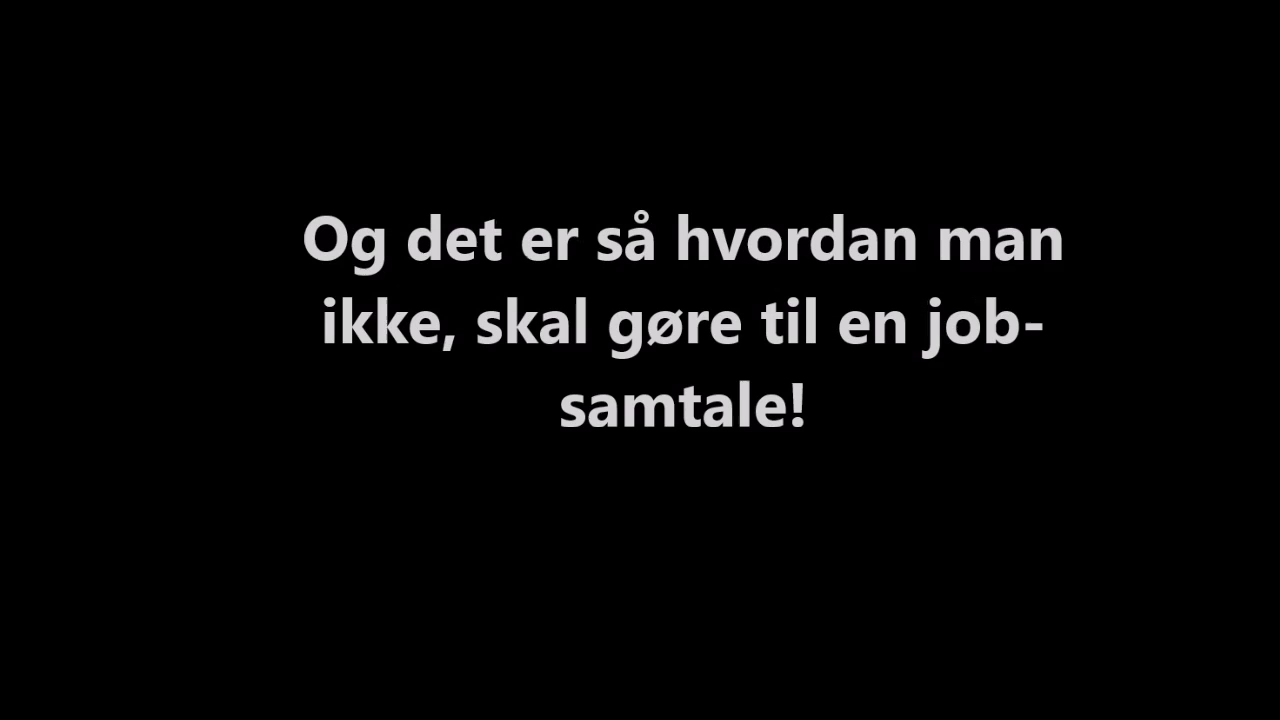 Og det er så hvordan man
ikke, skal gøre til en job-
samtale!